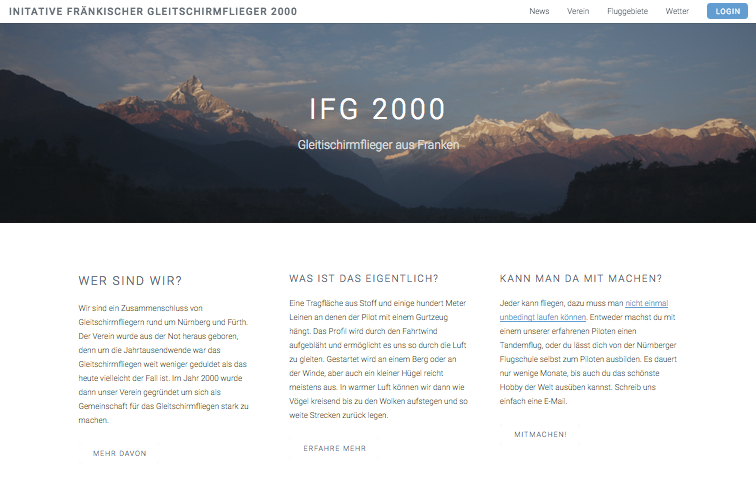 INITATIVE FRÄNKISCHER GLEITSCHIRMFLIEGER 2000
News Verein Fluggebiete Wetter LOGIN
IFG 2000
Gleitischirmflieger aus Franken
WER SIND WIR?
Wir sind ein Zusammenschluss von
Gleitschirmfliegern rund um Nürnberg und Fürth.
Der Verein wurde aus der Not heraus geboren,
denn um die Jahrtausendwende war das
Gleitschirmfliegen weit weniger geduldet als das
heute vielleicht der Fall ist. Im Jahr 2000 wurde
dann unser Verein gegründet um sich als
Gemeinschaft für das Gleitschirmfliegen stark zu
machen.
MEHR DAVON
WAS IST DAS EIGENTLICH?
Eine Tragfläche aus Stoff und einige hundert Meter
Leinen an denen der Pilot mit einem Gurtzeug
hängt. Das Profil wird durch den Fahrtwind
aufgebläht und ermöglicht es uns so durch die Luft
zu gleiten. Gestartet wird an einem Berg oder an
der Winde, aber auch ein kleiner Hügel reicht
meistens aus. In warmer Luft können wir dann wie
Vögel kreisend bis zu den Wolken aufstegen und so
weite Strecken zurück legen.
ERFAHRE MEHR
KANN MAN DA MIT MACHEN?
Jeder kann fliegen, dazu muss man nicht einmal
unbedingt laufen können. Entweder machst du mit
einem unserer erfahrenen Piloten einen
Tandemflug, oder du lässt dich von der Nürnberger
Flugschule selbst zum Piloten ausbilden. Es dauert
nur wenige Monate, bis auch du das schönste
Hobby der Welt ausüben kannst. Schreib uns
einfach eine E-Mail.
MITMACHEN!